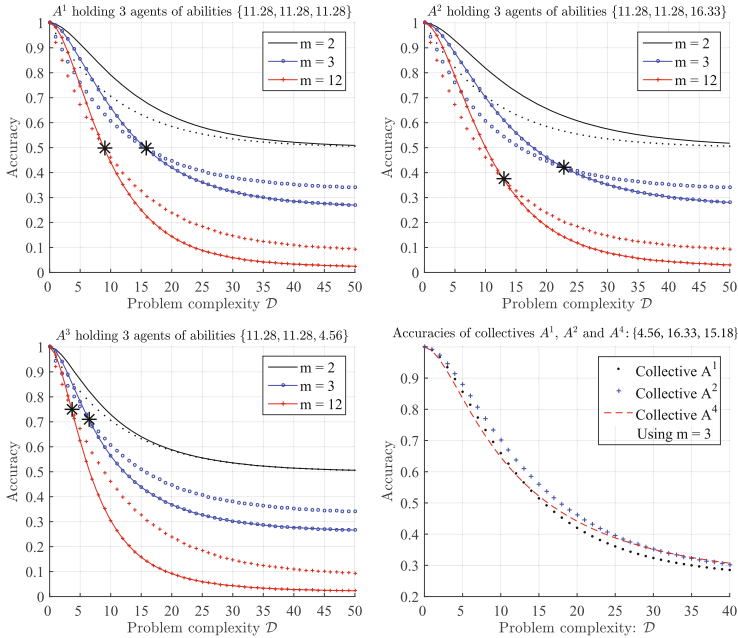 A¹ holding 3 agents of abilities {11.28, 11.28, 11.28}
1
0.9
0.8
0.7
0.6
0.5
0.4
0.3
0.2
0.1
0
Accuracy
m = 2
m = 3
m = 12
0 5 10 15 20 25 30 35 40 45 50
Problem complexity 𝒟
A² holding 3 agents of abilities {11.28, 11.28, 16.33}
1
0.9
0.8
0.7
0.6
0.5
0.4
0.3
0.2
0.1
0
Accuracy
m = 2
m = 3
m = 12
0 5 10 15 20 25 30 35 40 45 50
Problem complexity 𝒟
A³ holding 3 agents of abilities {11.28, 11.28, 4.56}
1
0.9
0.8
0.7
0.6
0.5
0.4
0.3
0.2
0.1
0
Accuracy
m = 2
m = 3
m = 12
0 5 10 15 20 25 30 35 40 45 50
Problem complexity 𝒟
Accuracies of collectives A¹, A² and A⁴: {4.56, 16.33, 15.18}
1
0.9
0.8
0.7
0.6
0.5
0.4
0.3
0.2
Accuracy
Collective A¹
Collective A²
Collective A⁴
Using m = 3
0 5 10 15 20 25 30 35 40
Problem complexity: 𝒟